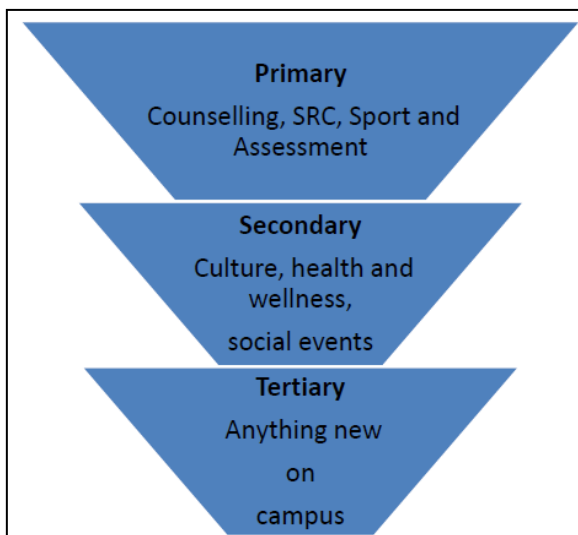 Primary
Counselling, SRC, Sport and
Assessment
Secondary
Culture, health and
wellness,
social events
Tertiary
Anything new
on
campus